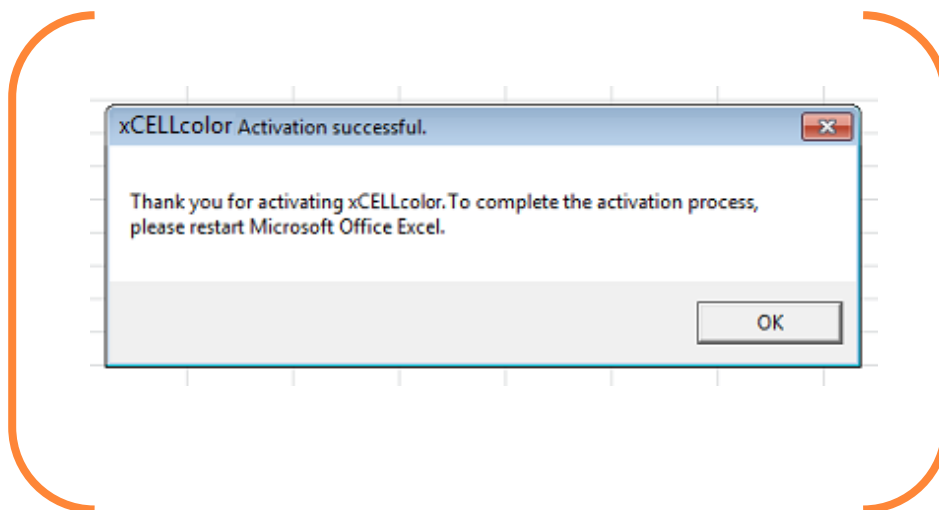 xCELLcolor Activation successful.
Thank you for activating xCELLcolor. To complete the activation process,
please restart Microsoft Office Excel.
OK